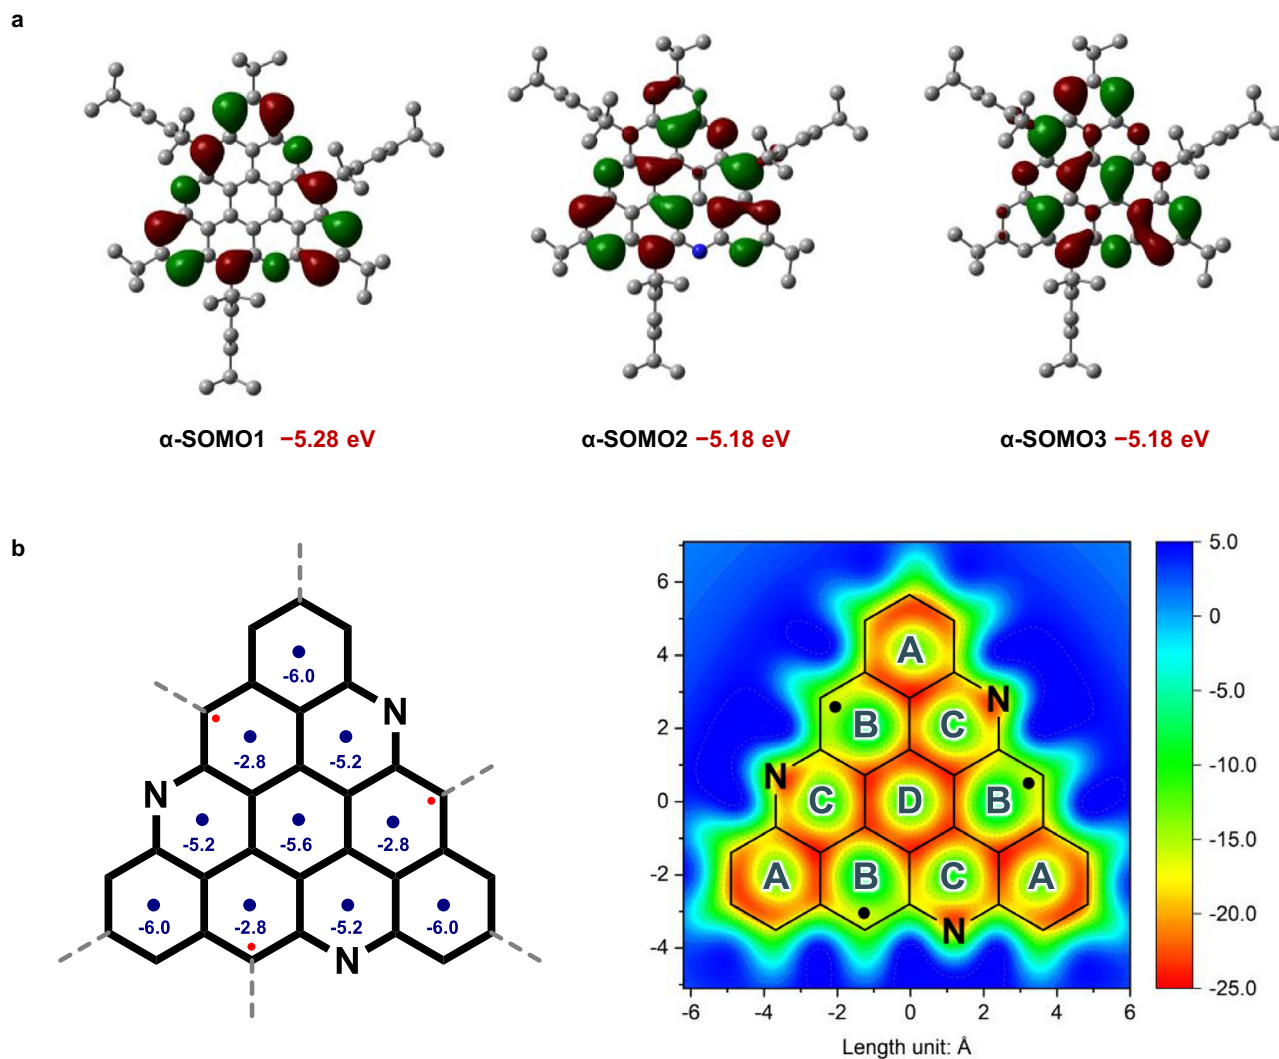 a
α-SOMO1 −5.28 eV
α-SOMO2 −5.18 eV
α-SOMO3 −5.18 eV
b
-6.0
N
-2.8
-5.2
N
-5.2
-5.6
-2.8
-6.0
-2.8
-5.2
-6.0
N
6
4
2
0
-2
-4
-6
-4
-2
0
2
4
6
Length unit: Å
A
N
B
C
N
C
D
B
A
B
C
A
N
5.0
0
-5.0
-10.0
-15.0
-20.0
-25.0